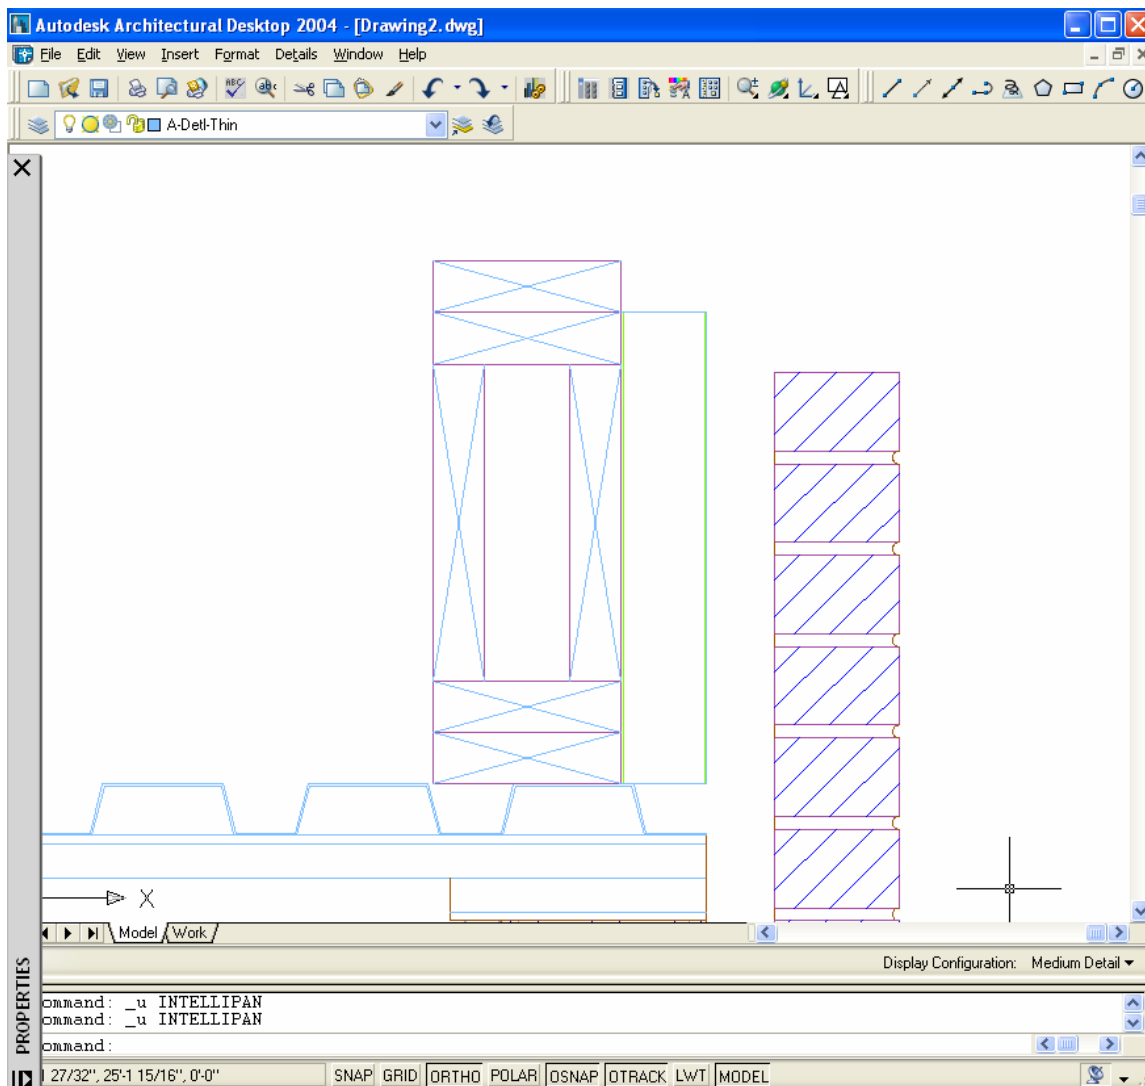 Autodesk Architectural Desktop 2004 - [Drawing2.dwg]
File Edit View Insert Format Details Window Help
ABC
A
A-Detl-Thin
X
Model Work
Display Configuration: Medium Detail
PROPERTIES
ommand: _u INTELLIPAN
ommand: _u INTELLIPAN
ommand:
27/32", 25'-1 15/16", 0'-0" SNAP GRID ORTHO POLAR OSNAP OTRACK LWT MODEL